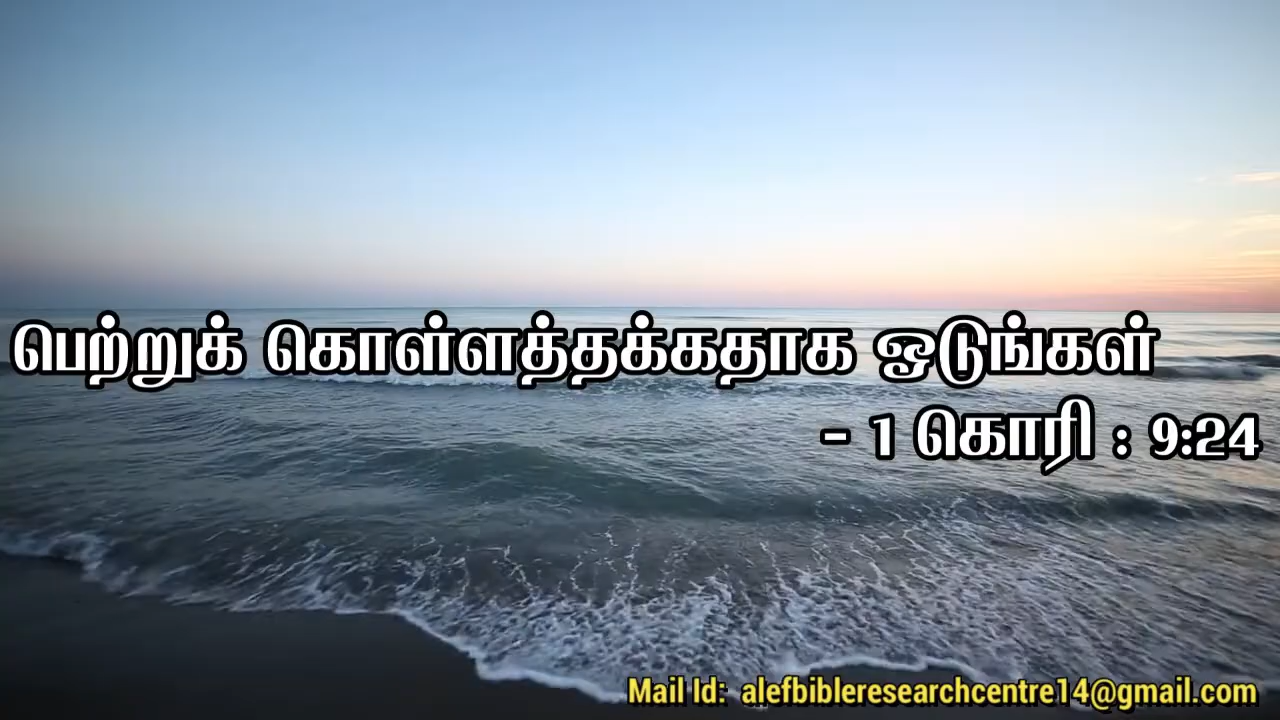 பெற்றுக் கொள்ளத்தக்கதாக ஓடுங்கள்
- 1 கொரி : 9:24
Mail Id: alefbibleresearchcentre14@gmail.com